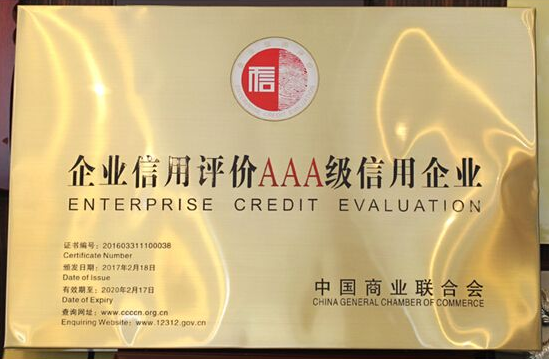 信
企业信用评价AAA级信用企业
ENTERPRISE CREDIT EVALUATION
证书编号：201603311100038
Certificate Number
颁发日期：2017年2月18日
Date of Issue
有效期至：2020年2月17日
Date of Expiry
查询网址：www.ccccn.org.cn
Enquiring Website：www.12312.gov.cn
中国商业联合会
CHINA GENERAL CHAMBER OF COMMERCE